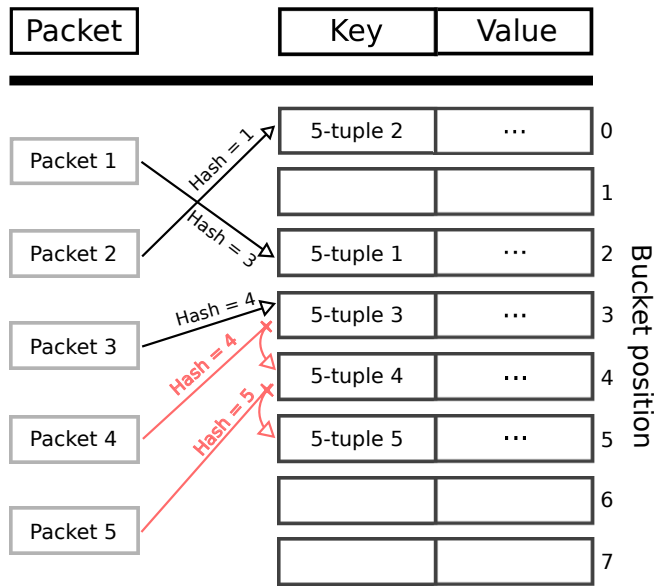 Packet
Key
Value
Packet 1
Packet 2
Packet 3
Packet 4
Packet 5
Hash = 1
Hash = 3
Hash = 4
Hash = 4
Hash = 5
5-tuple 2 ... 0
1
5-tuple 1 ... 2
5-tuple 3 ... 3
5-tuple 4 ... 4
5-tuple 5 ... 5
6
7
Bucket position